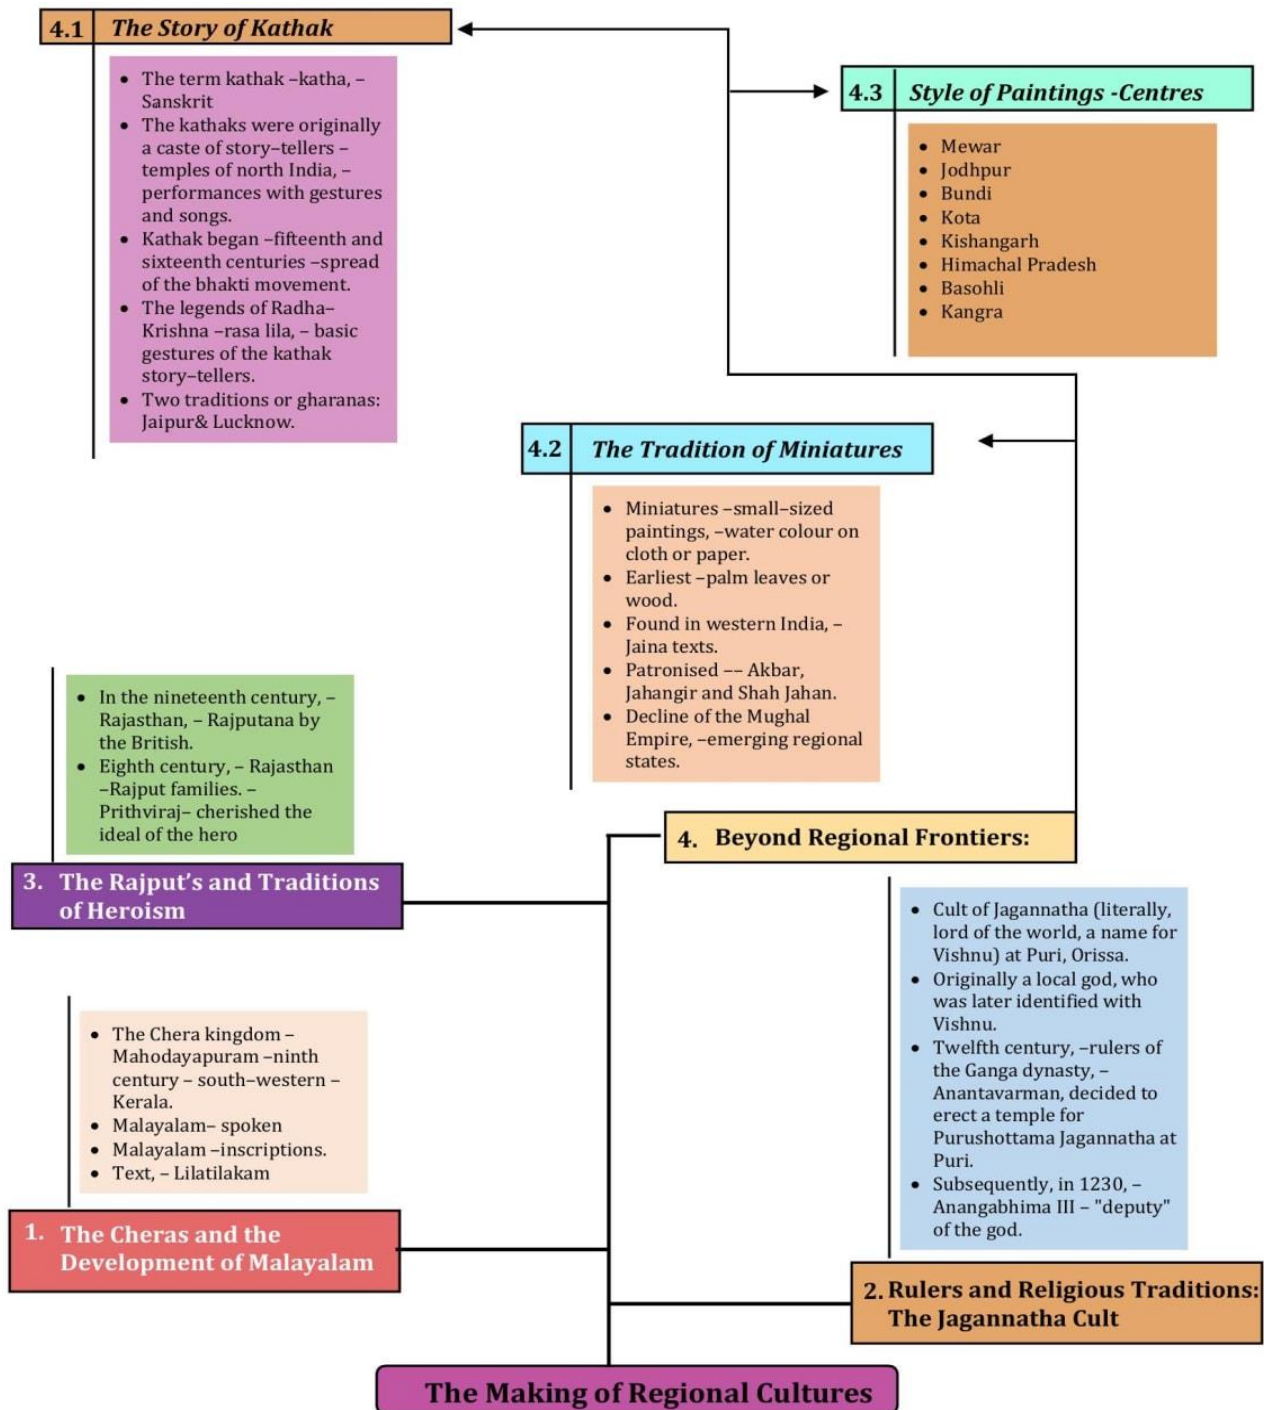 4.1 The Story of Kathak
• The term kathak –katha, –
Sanskrit
• The kathaks were originally
a caste of story–tellers –
temples of north India, –
performances with gestures
and songs.
• Kathak began –fifteenth and
sixteenth centuries –spread
of the bhakti movement.
• The legends of Radha–
Krishna –rasa lila, – basic
gestures of the kathak
story–tellers.
• Two traditions or gharanas:
Jaipur& Lucknow.
4.3 Style of Paintings -Centres
• Mewar
• Jodhpur
• Bundi
• Kota
• Kishangarh
• Himachal Pradesh
• Basohli
• Kangra
4.2 The Tradition of Miniatures
• Miniatures –small–sized
paintings, –water colour on
cloth or paper.
• Earliest –palm leaves or
wood.
• Found in western India, –
Jaina texts.
• Patronised –– Akbar,
Jahangir and Shah Jahan.
• Decline of the Mughal
Empire, –emerging regional
states.
• In the nineteenth century, –
Rajasthan, – Rajputana by
the British.
• Eighth century, – Rajasthan
–Rajput families. –
Prithviraj– cherished the
ideal of the hero
4. Beyond Regional Frontiers:
3. The Rajput's and Traditions
of Heroism
• Cult of Jagannatha (literally,
lord of the world, a name for
Vishnu) at Puri, Orissa.
• Originally a local god, who
was later identified with
Vishnu.
• Twelfth century, –rulers of
the Ganga dynasty, –
Anantavarman, decided to
erect a temple for
Purushottama Jagannatha at
Puri.
• Subsequently, in 1230, –
Anangabhima III – "deputy"
of the god.
• The Chera kingdom –
Mahodayapuram –ninth
century – south–western –
Kerala.
• Malayalam– spoken
• Malayalam –inscriptions.
• Text, – Lilatilakam
1. The Cheras and the
Development of Malayalam
2. Rulers and Religious Traditions:
The Jagannatha Cult
The Making of Regional Cultures